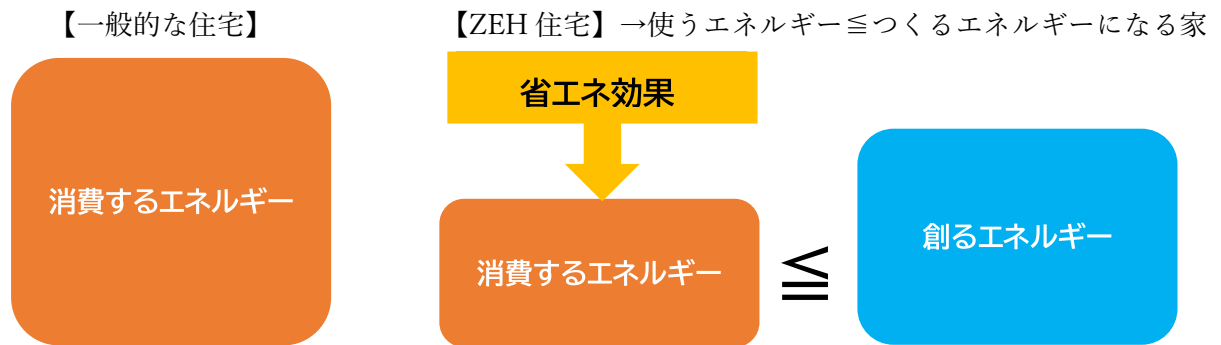 【一般的な住宅】
【ZEH 住宅】→使うエネルギー≦つくるエネルギーになる家
省エネ効果
消費するエネルギー
消費するエネルギー
≦
創るエネルギー